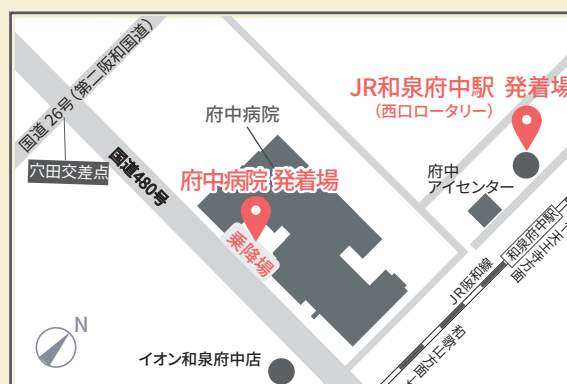 国道 26号(第二阪和国道)
穴田交差点
国道480号
府中病院
府中病院 発着場
乗降場
JR和泉府中駅 発着場
(西口ロータリー)
府中
アイセンター
和泉府中駅
天王寺方面
JR阪和線
和歌山方面
イオン和泉府中店
N